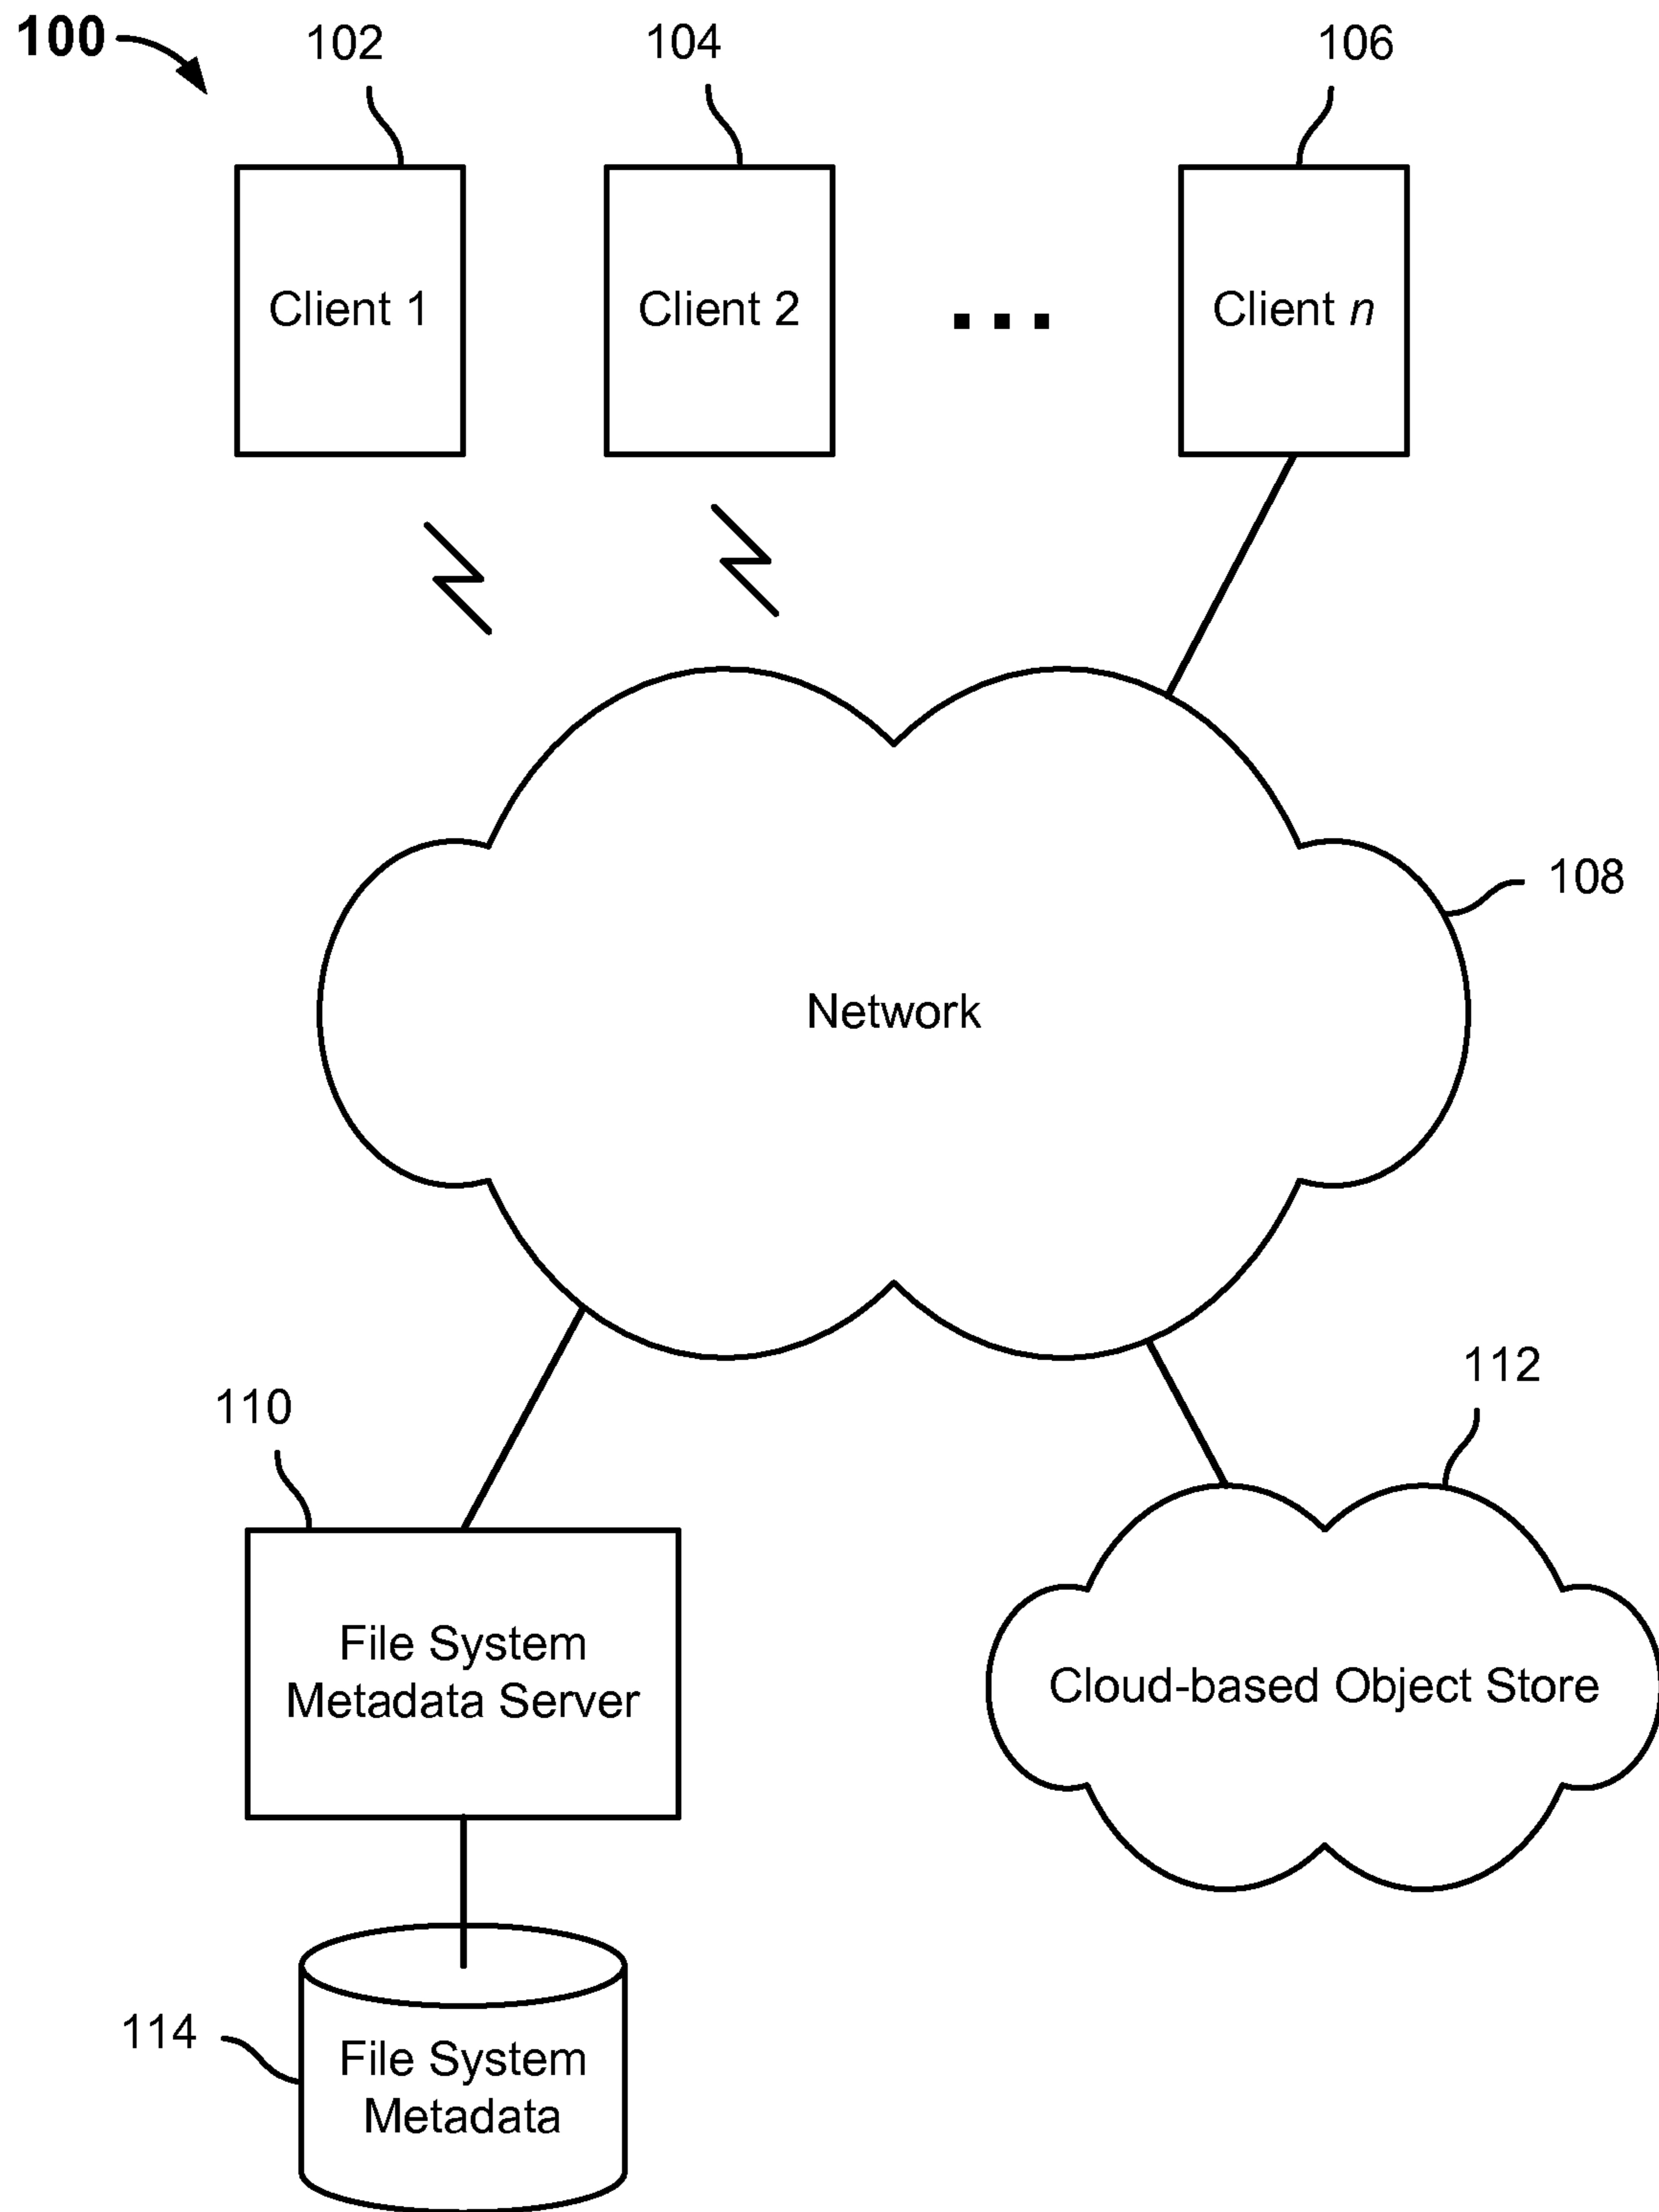 100
102
104
106
Client 1
Client 2
...
Client n
108
Network
112
110
File System
Metadata Server
Cloud-based Object Store
114
File System
Metadata